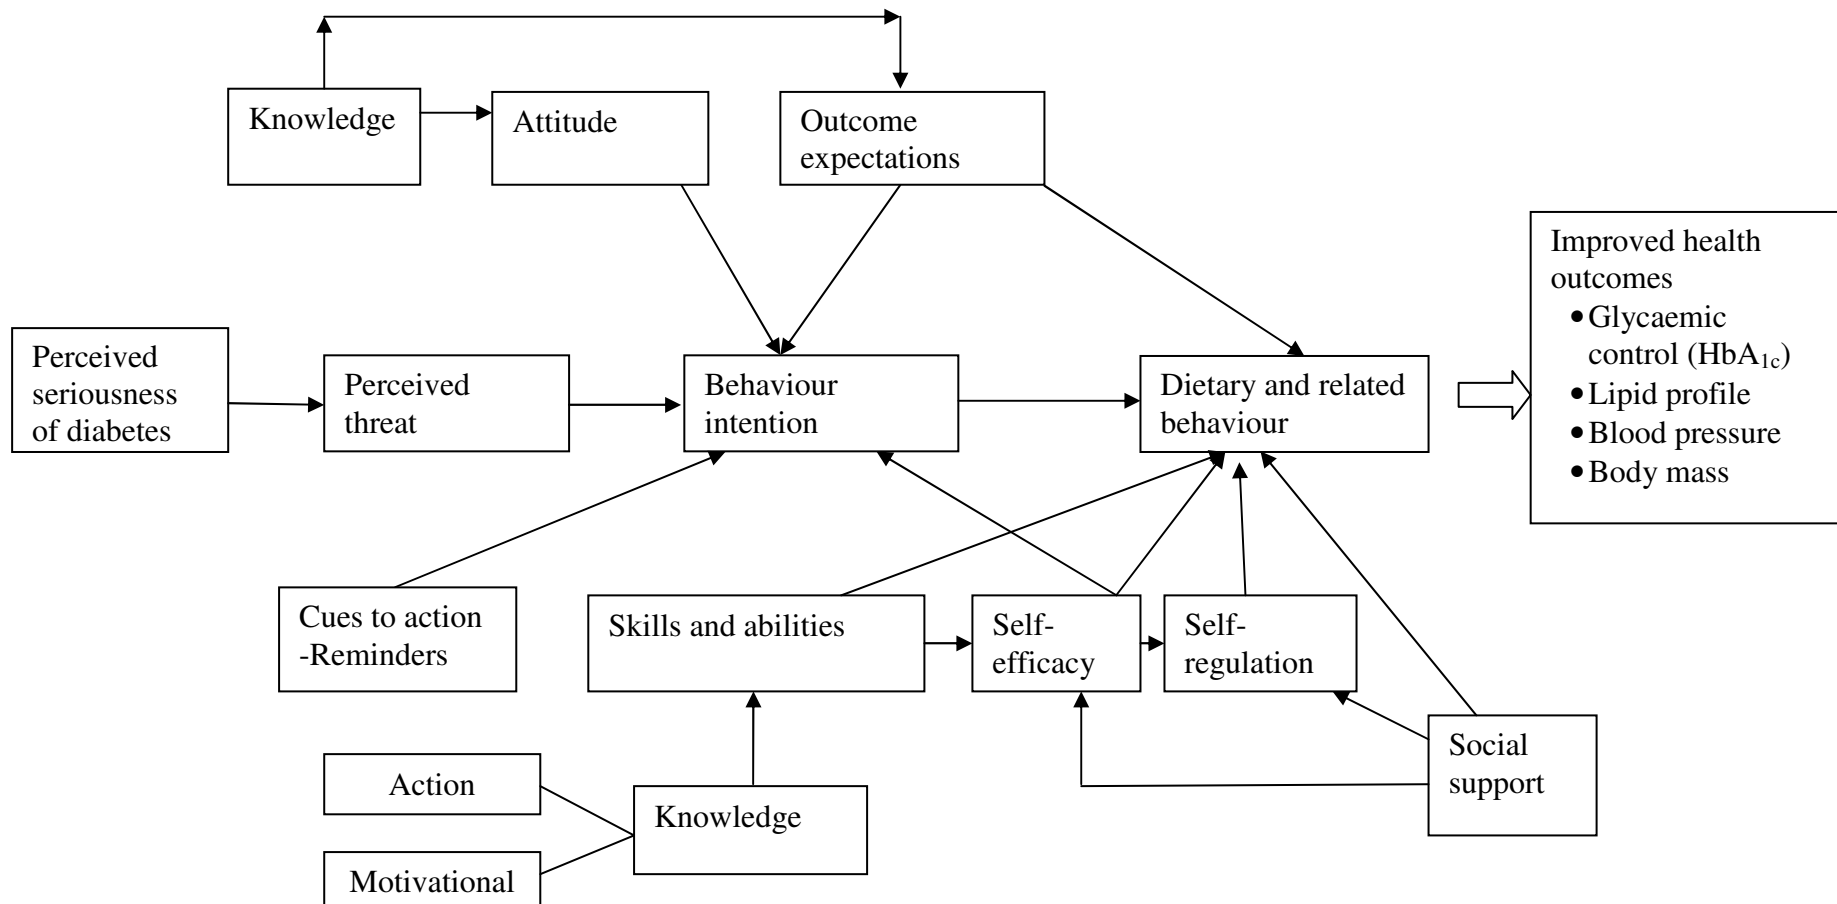 Knowledge
Attitude
Outcome
expectations
Improved health
outcomes
• Glycaemic
control (HbA1c)
• Lipid profile
• Blood pressure
• Body mass
Perceived
seriousness
of diabetes
Perceived
threat
Behaviour
intention
Dietary and related
behaviour
Cues to action
-Reminders
Skills and abilities
Self-
efficacy
Self-
regulation
Social
support
Action
Knowledge
Motivational